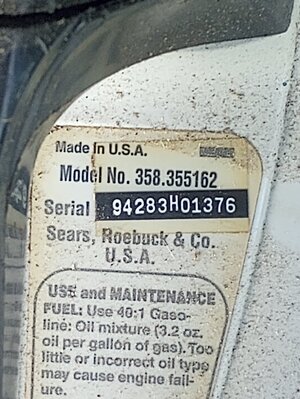 Made in U.S.A.
Model No. 358.355162
Serial 94283H01376
Sears, Roebuck & Co.
U.S.A.
USE and MAINTENANCE
FUEL: Use 40:1 Gaso-
line: Oil mixture (3.2 oz.
oil per gallon of gas). Too
little or incorrect oil type
may cause engine fail-
ure.